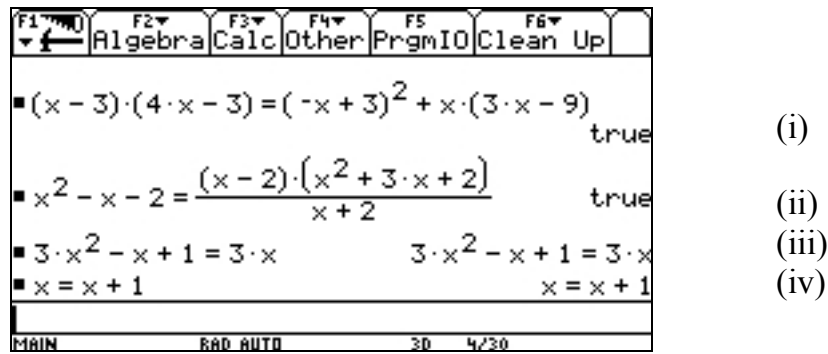 F1 F2 Algebra F3 Calc F4 Other F5 PrgmIO F6 Clean Up
▪(x - 3)·(4·x - 3) = (⁻x + 3)² + x·(3·x - 9)
true (i)
▪x² - x - 2 = (x - 2)·(x² + 3·x + 2) / x + 2 true (ii)
▪3·x² - x + 1 = 3·x 3·x² - x + 1 = 3·x (iii)
▪x = x + 1 x = x + 1 (iv)
MAIN RAD AUTO 3D 4/30